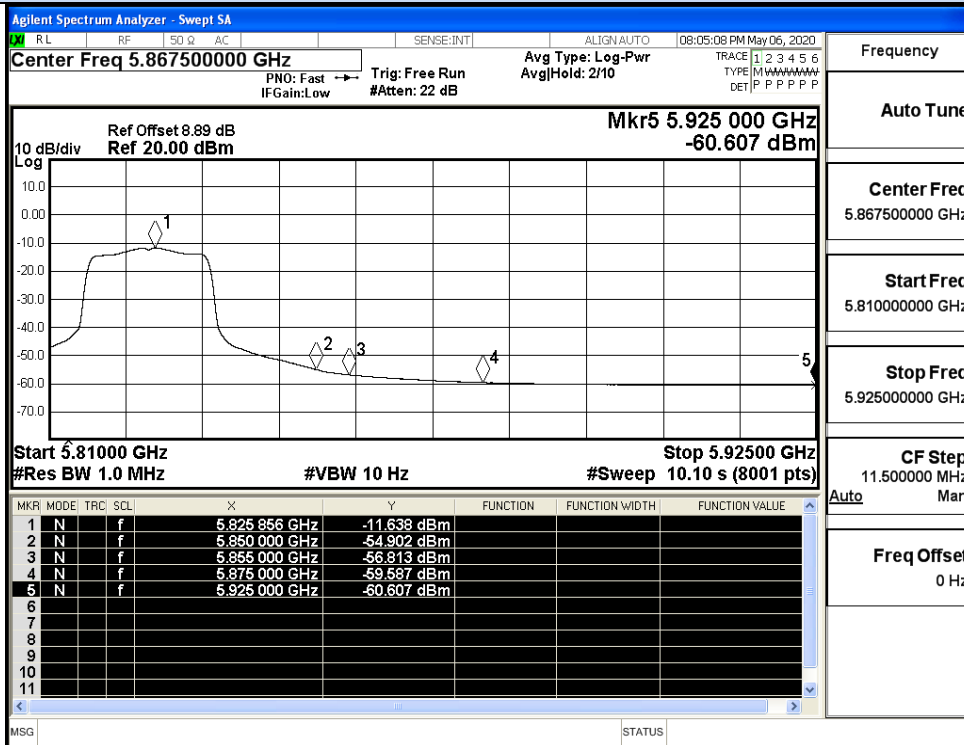 Agilent Spectrum Analyzer - Swept SA
LXI RL RF 50 Ω AC SENSE:INT ALIGN AUTO 08:05:08 PM May 06, 2020
Center Freq 5.867500000 GHz
PNO: Fast
IFGain:Low
Trig: Free Run
#Atten: 22 dB
Avg Type: Log-Pwr
Avg|Hold: 2/10
TRACE 1 2 3 4 5 6
TYPE M WWWWW
DET P P P P P P
Frequency
Auto Tune
Center Freq
5.867500000 GHz
Start Freq
5.810000000 GHz
Stop Freq
5.925000000 GHz
CF Step
11.500000 MHz
Auto Man
Freq Offset
0 Hz
Mkr5 5.925 000 GHz
-60.607 dBm
Ref Offset 8.89 dB
10 dB/div Ref 20.00 dBm
Log
10.0
0.00
-10.0
-20.0
-30.0
-40.0
-50.0
-60.0
-70.0
1
2
3
4
5
Start 5.81000 GHz Stop 5.92500 GHz
#Res BW 1.0 MHz #VBW 10 Hz #Sweep 10.10 s (8001 pts)
MKR MODE TRC SCL X Y FUNCTION FUNCTION WIDTH FUNCTION VALUE
1 N f 5.825 856 GHz -11.638 dBm
2 N f 5.850 000 GHz -54.902 dBm
3 N f 5.855 000 GHz -56.813 dBm
4 N f 5.875 000 GHz -59.587 dBm
5 N f 5.925 000 GHz -60.607 dBm
6
7
8
9
10
11
MSG STATUS